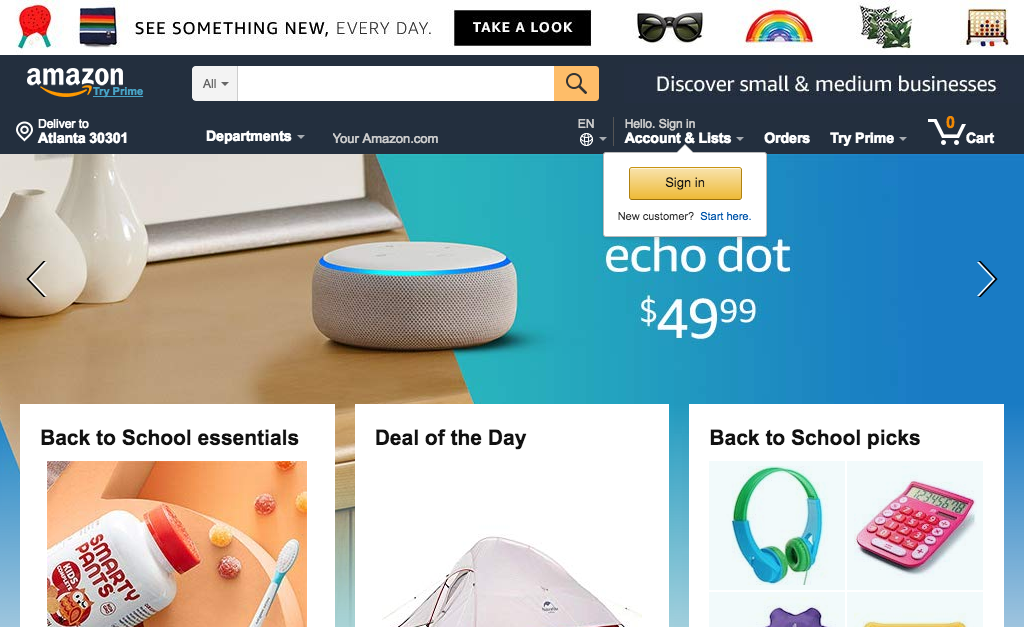 SEE SOMETHING NEW, EVERY DAY.
TAKE A LOOK
amazon
Try Prime
All
Discover small & medium businesses
Deliver to
Atlanta 30301
Departments
Your Amazon.com
EN
Hello. Sign in
Account & Lists
Orders
Try Prime
0
Cart
Sign in
New customer? Start here.
echo dot
$49.99
Back to School essentials
Deal of the Day
Back to School picks
SMARTY
PANTS
KIDS
COMPLETE
12345678